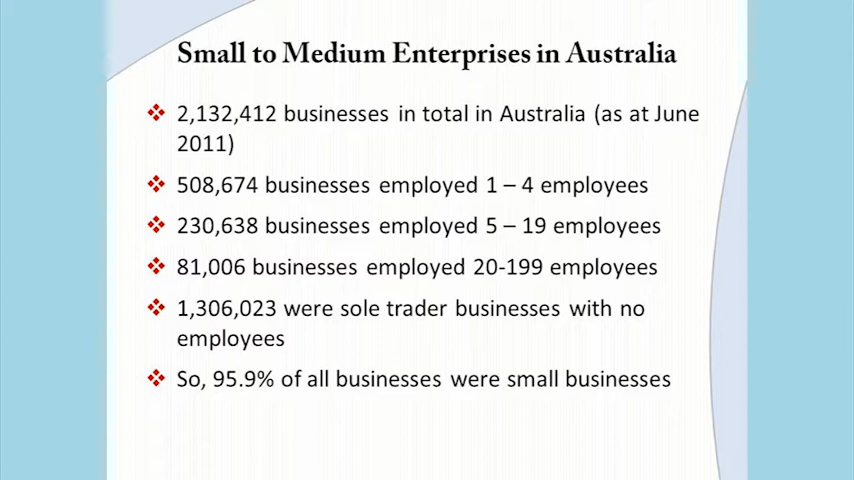 Small to Medium Enterprises in Australia
2,132,412 businesses in total in Australia (as at June
2011)
508,674 businesses employed 1 – 4 employees
230,638 businesses employed 5 – 19 employees
81,006 businesses employed 20-199 employees
1,306,023 were sole trader businesses with no
employees
So, 95.9% of all businesses were small businesses